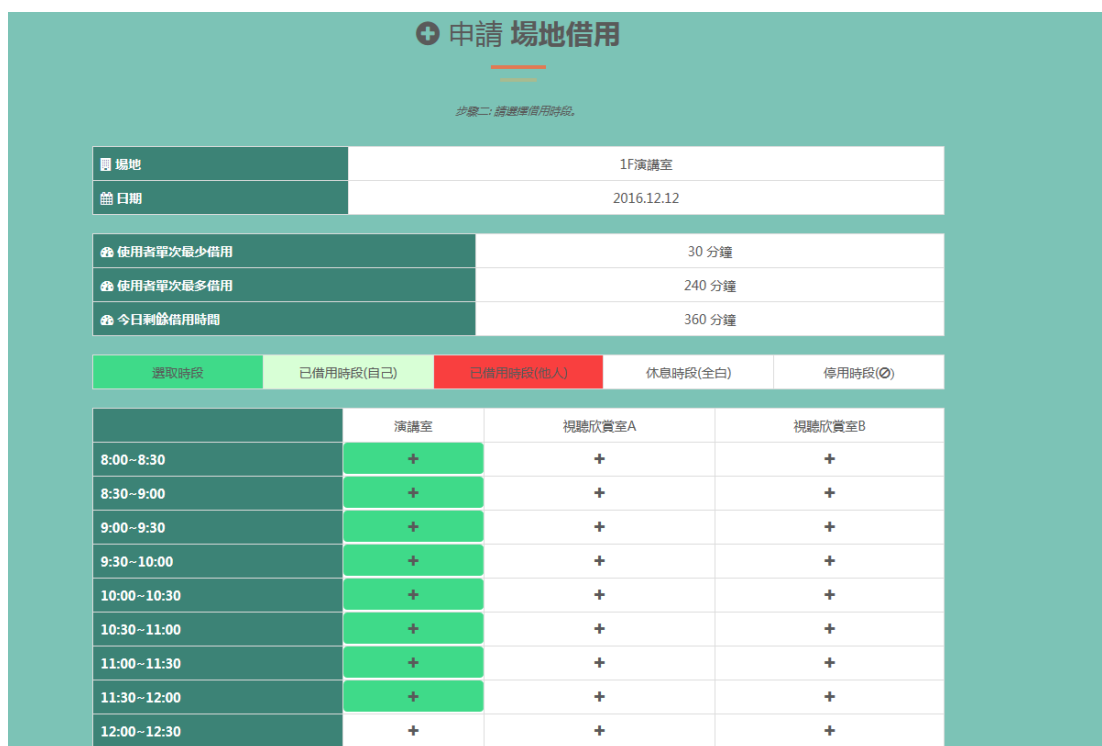 申請 場地借用
步驟二: 請選擇借用時段。
場地 1F演講室
日期 2016.12.12
使用者單次最少借用 30 分鐘
使用者單次最多借用 240 分鐘
今日剩餘借用時間 360 分鐘
選取時段 已借用時段(自己) 已借用時段(他人) 休息時段(全白) 停用時段(⊘)
演講室 視聽欣賞室A 視聽欣賞室B
8:00~8:30 + + +
8:30~9:00 + + +
9:00~9:30 + + +
9:30~10:00 + + +
10:00~10:30 + + +
10:30~11:00 + + +
11:00~11:30 + + +
11:30~12:00 + + +
12:00~12:30 + + +